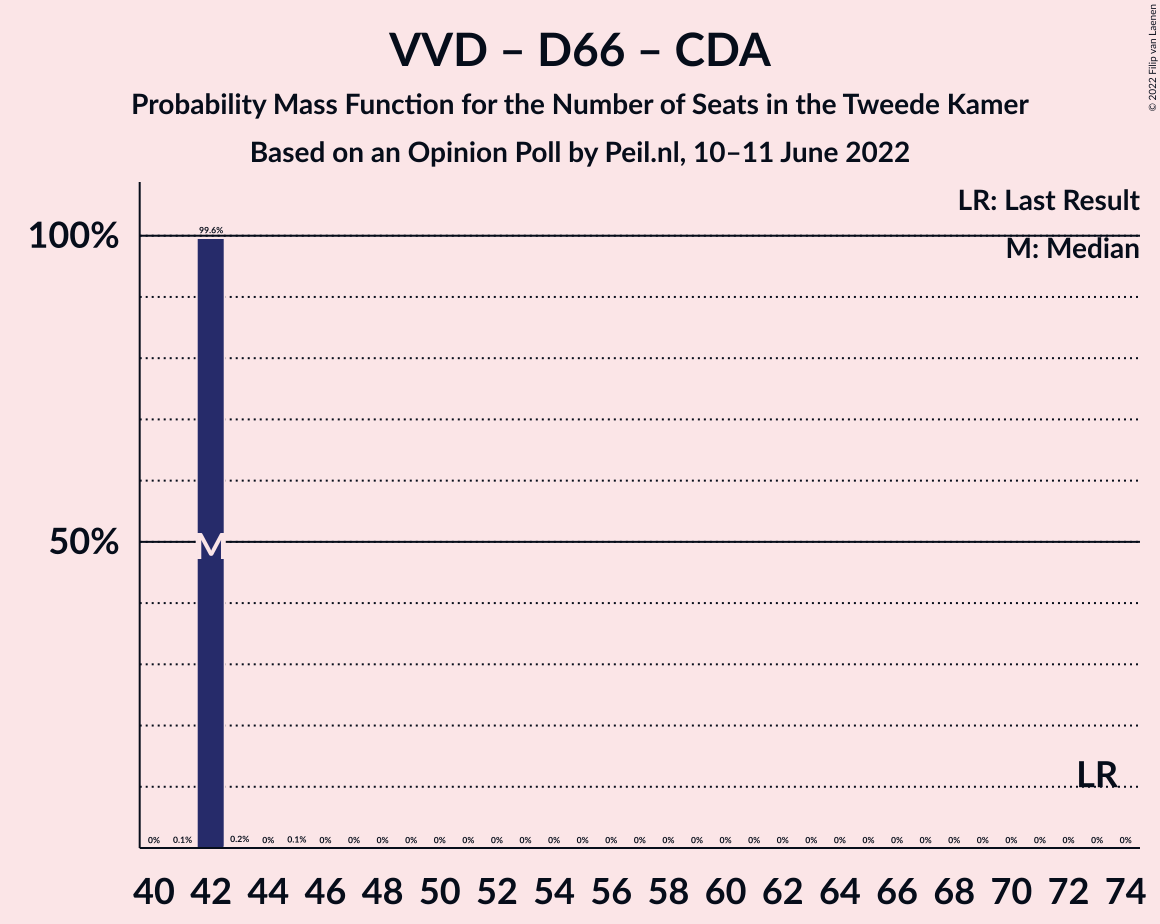 VVD – D66 – CDA
Probability Mass Function for the Number of Seats in the Tweede Kamer
Based on an Opinion Poll by Peil.nl, 10–11 June 2022
© 2022 Filip van Laenen
LR: Last Result
M: Median
100%
99.6%
50%
M
LR
0% 0.1% 0.2% 0% 0.1% 0% 0% 0% 0% 0% 0% 0% 0% 0% 0% 0% 0% 0% 0% 0% 0% 0% 0% 0% 0% 0% 0% 0% 0% 0% 0% 0% 0% 0%
40 42 44 46 48 50 52 54 56 58 60 62 64 66 68 70 72 74